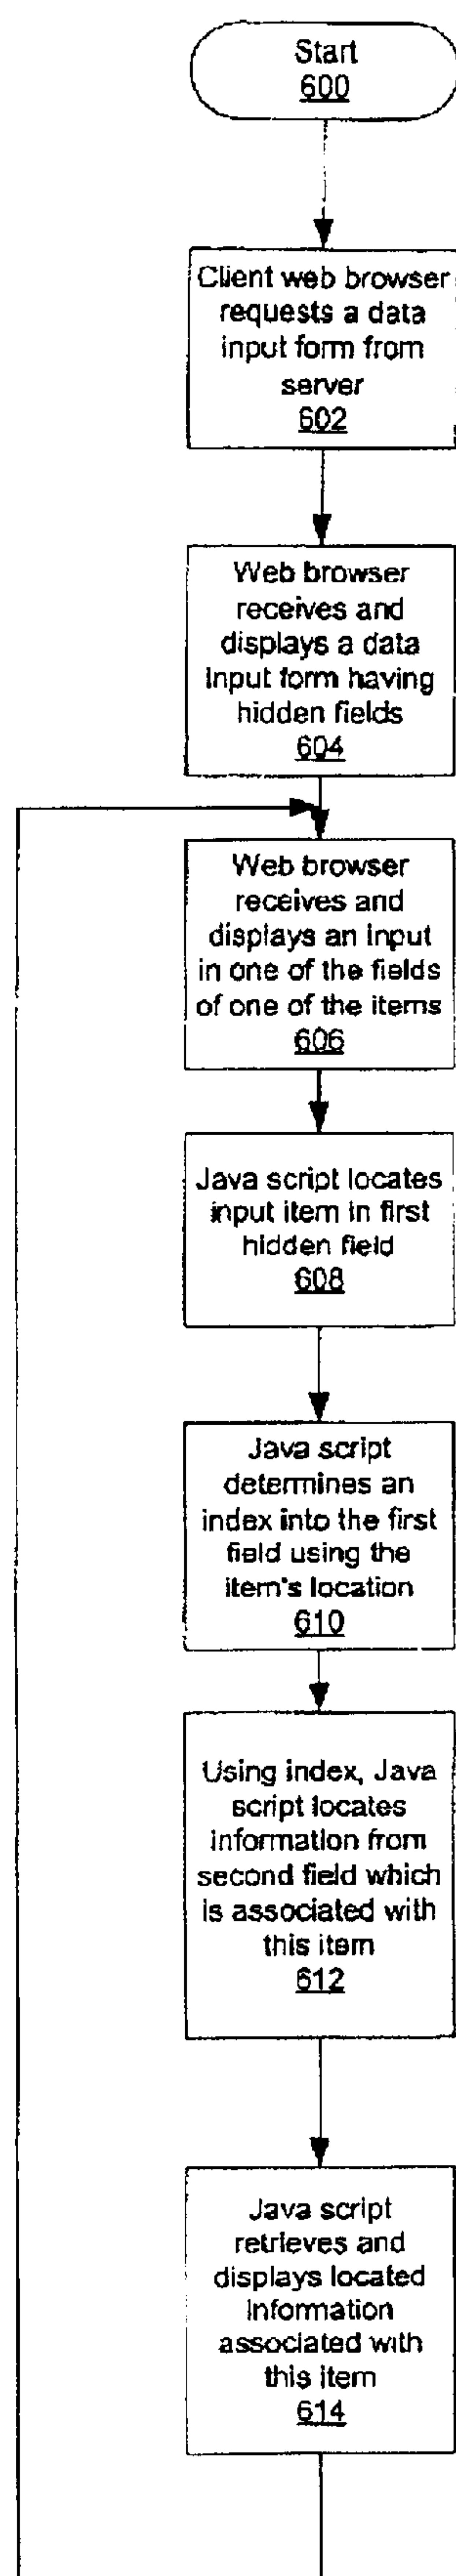 Start
600
Client web browser
requests a data
input form from
server
602
Web browser
receives and
displays a data
input form having
hidden fields
604
Web browser
receives and
displays an input
in one of the fields
of one of the items
606
Java script locates
input item in first
hidden field
608
Java script
determines an
index into the first
field using the
item's location
610
Using index, Java
script locates
information from
second field which
is associated with
this item
612
Java script
retrieves and
displays located
information
associated with
this item
614